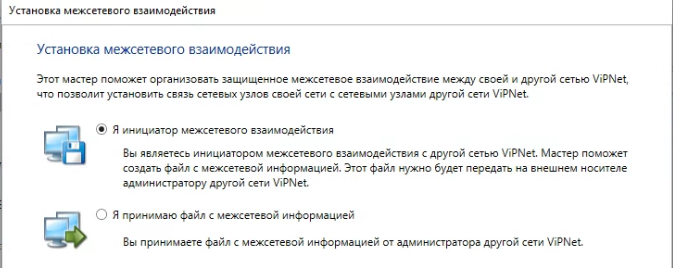 Установка межсетевого взаимодействия
Установка межсетевого взаимодействия
Этот мастер поможет организовать защищенное межсетевое взаимодействие между своей и другой сетью ViPNet,
что позволит установить связь сетевых узлов своей сети с сетевыми узлами другой сети ViPNet.
Я инициатор межсетевого взаимодействия
Вы являетесь инициатором межсетевого взаимодействия с другой сетью ViPNet. Мастер поможет
создать файл с межсетевой информацией. Этот файл нужно будет передать на внешнем носителе
администратору другой сети ViPNet.
Я принимаю файл с межсетевой информацией
Вы принимаете файл с межсетевой информацией от администратора другой сети ViPNet.